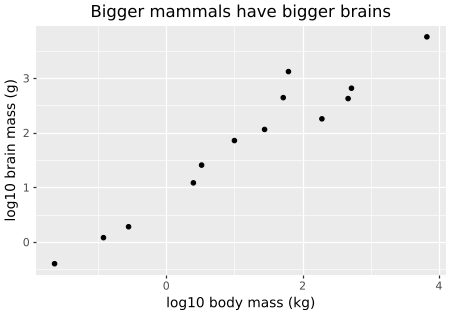 Bigger mammals have bigger brains
log10 brain mass (g)
3
2
1
0
0 2 4
log10 body mass (kg)